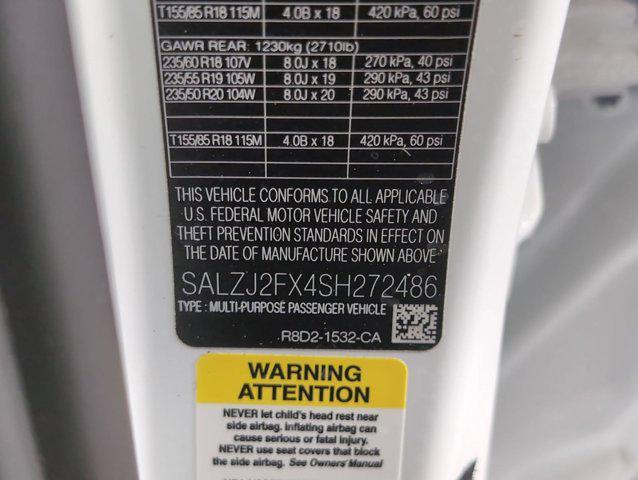 T155/85 R18 115M 4.0B x 18 420 kPa, 60 psi
GAWR REAR: 1230kg (2710lb)
235/60 R18 107V 8.0J x 18 270 kPa, 40 psi
235/55 R19 105W 8.0J x 19 290 kPa, 43 psi
235/50 R20 104W 8.0J x 20 290 kPa, 43 psi
T155/85 R18 115M 4.0B x 18 420 kPa, 60 psi
THIS VEHICLE CONFORMS TO ALL APPLICABLE
U.S. FEDERAL MOTOR VEHICLE SAFETY AND
THEFT PREVENTION STANDARDS IN EFFECT ON
THE DATE OF MANUFACTURE SHOWN ABOVE
SALZJ2FX4SH272486
TYPE : MULTI-PURPOSE PASSENGER VEHICLE
R8D2-1532-CA
WARNING
ATTENTION
NEVER let child's head rest near
side airbag. Inflating airbag can
cause serious or fatal injury.
NEVER use seat covers that block
the side airbag. See Owners' Manual